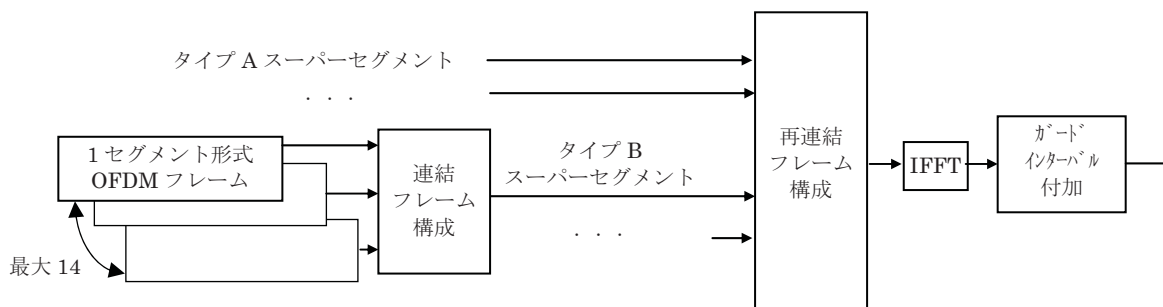 タイプ A スーパーセグメント
・・・
1 セグメント形式
OFDM フレーム
最大 14
連結
フレーム
構成
タイプ B
スーパーセグメント
・・・
再連結
フレーム
構成
IFFT
ｶﾞｰﾄﾞ
ｲﾝﾀｰﾊﾞﾙ
付加